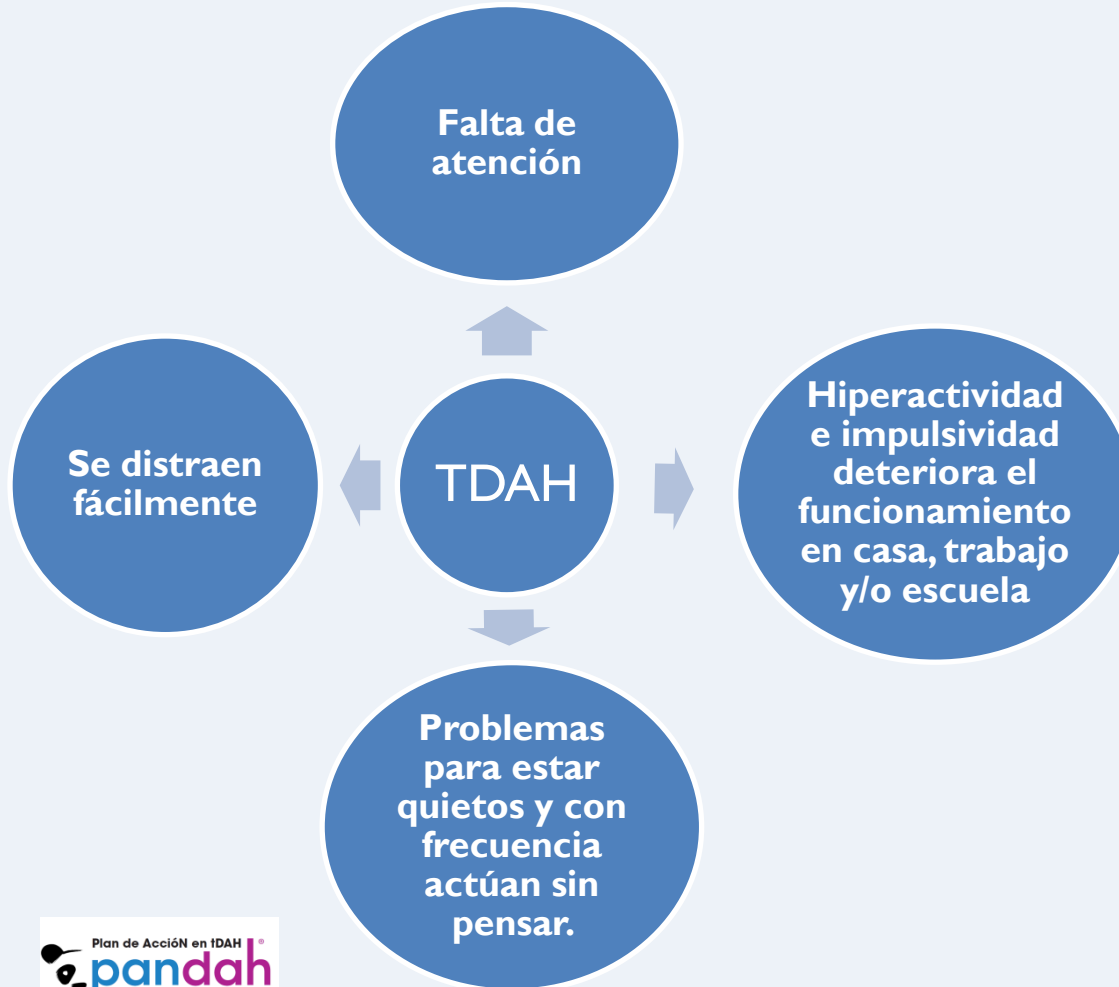 Falta de
atención
Se distraen
fácilmente
TDAH
Hiperactividad
e impulsividad
deteriora el
funcionamiento
en casa, trabajo
y/o escuela
Problemas
para estar
quietos y con
frecuencia
actúan sin
pensar.
Plan de AccióN en tDAH
pandah